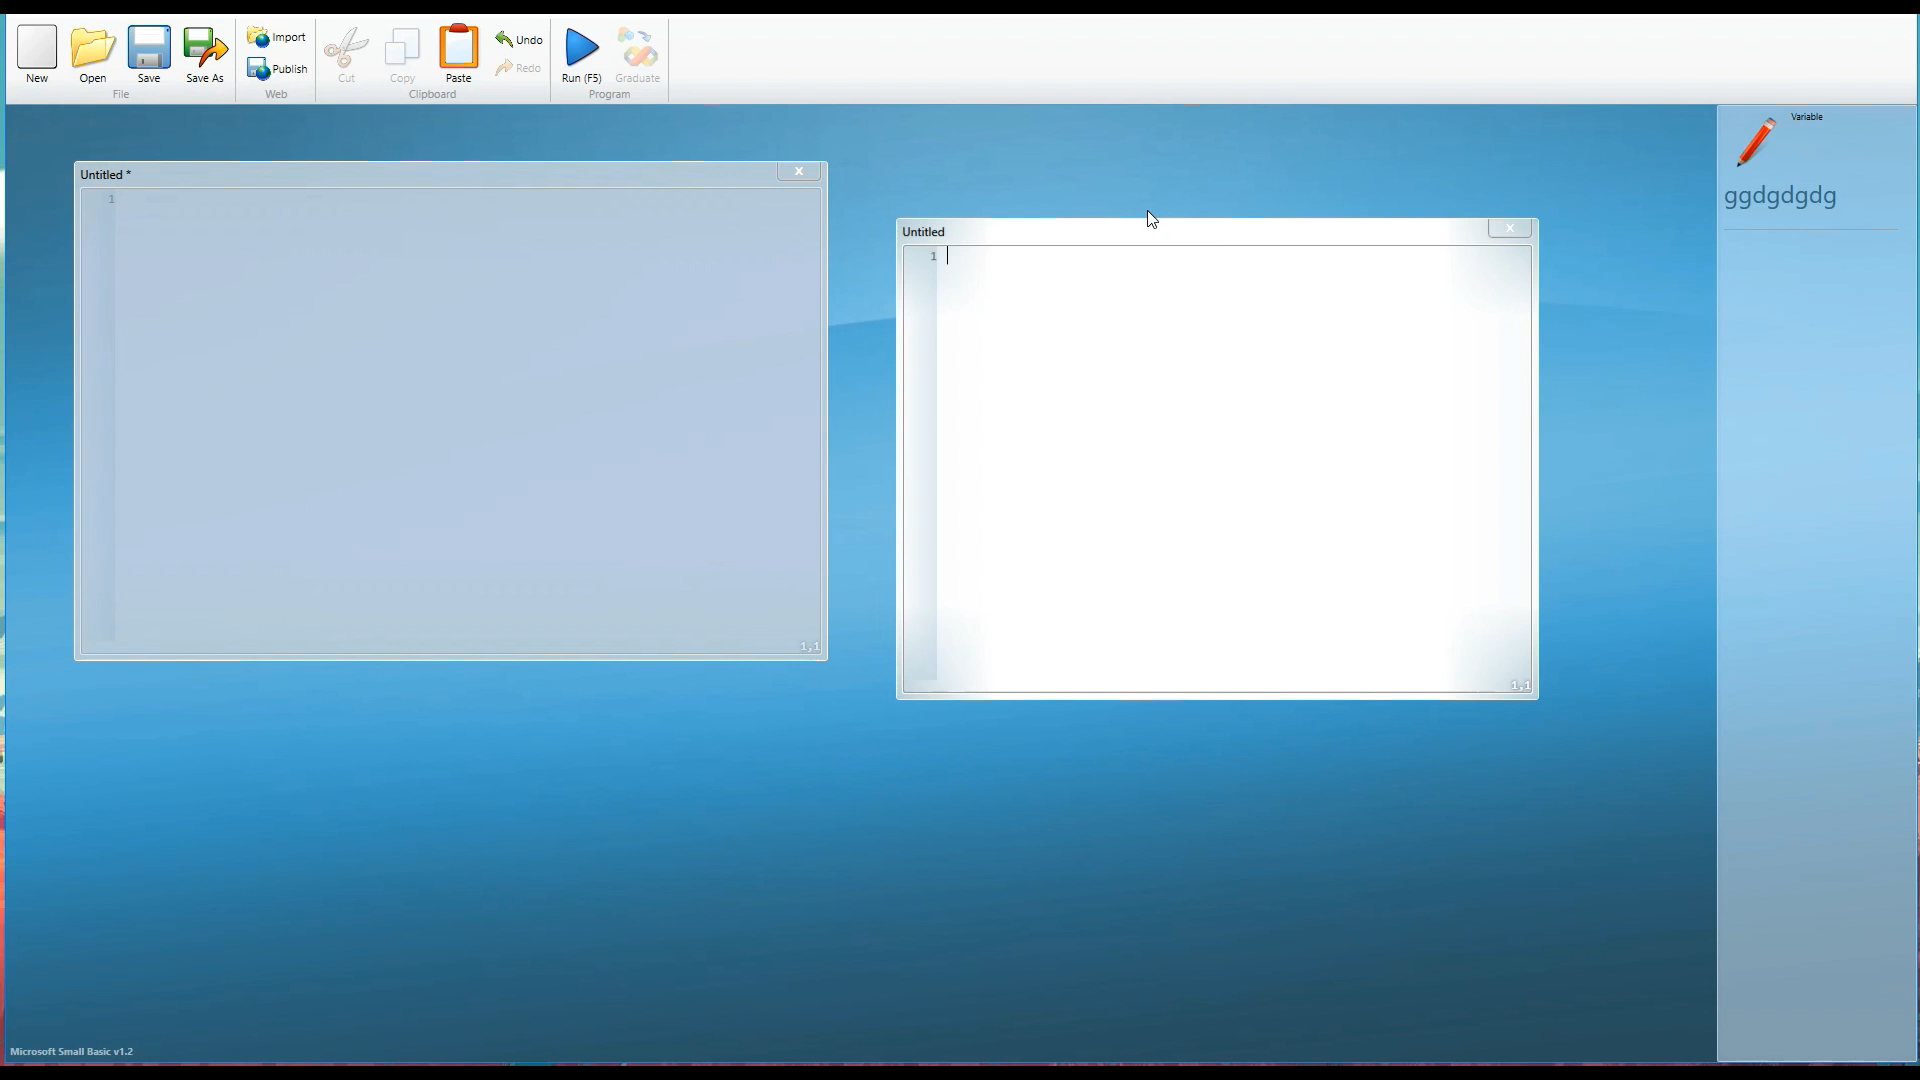 New
Open
Save
Save As
File
Import
Publish
Web
Cut
Copy
Paste
Undo
Redo
Clipboard
Run (F5)
Graduate
Program
Variable
ggdgdgdg
Untitled *
x
1
1,1
Untitled
x
1
1,1
Microsoft Small Basic v1.2